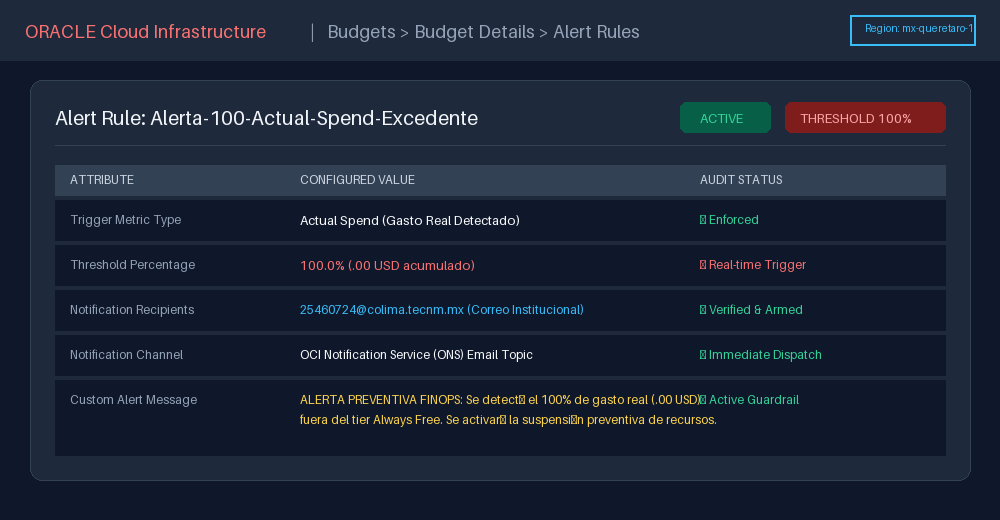 ORACLE Cloud Infrastructure | Budgets > Budget Details > Alert Rules
Region: mx-queretaro-1
Alert Rule: Alerta-100-Actual-Spend-Excedente
ACTIVE
THRESHOLD 100%
ATTRIBUTE CONFIGURED VALUE AUDIT STATUS
Trigger Metric Type Actual Spend (Gasto Real Detectado) ▯ Enforced
Threshold Percentage 100.0% (.00 USD acumulado) ▯ Real-time Trigger
Notification Recipients 25460724@colima.tecnm.mx (Correo Institucional) ▯ Verified & Armed
Notification Channel OCI Notification Service (ONS) Email Topic ▯ Immediate Dispatch
Custom Alert Message ALERTA PREVENTIVA FINOPS: Se detect▯ el 100% de gasto real (.00 USD) ▯ Active Guardrail
fuera del tier Always Free. Se activar▯ la suspensi▯n preventiva de recursos.